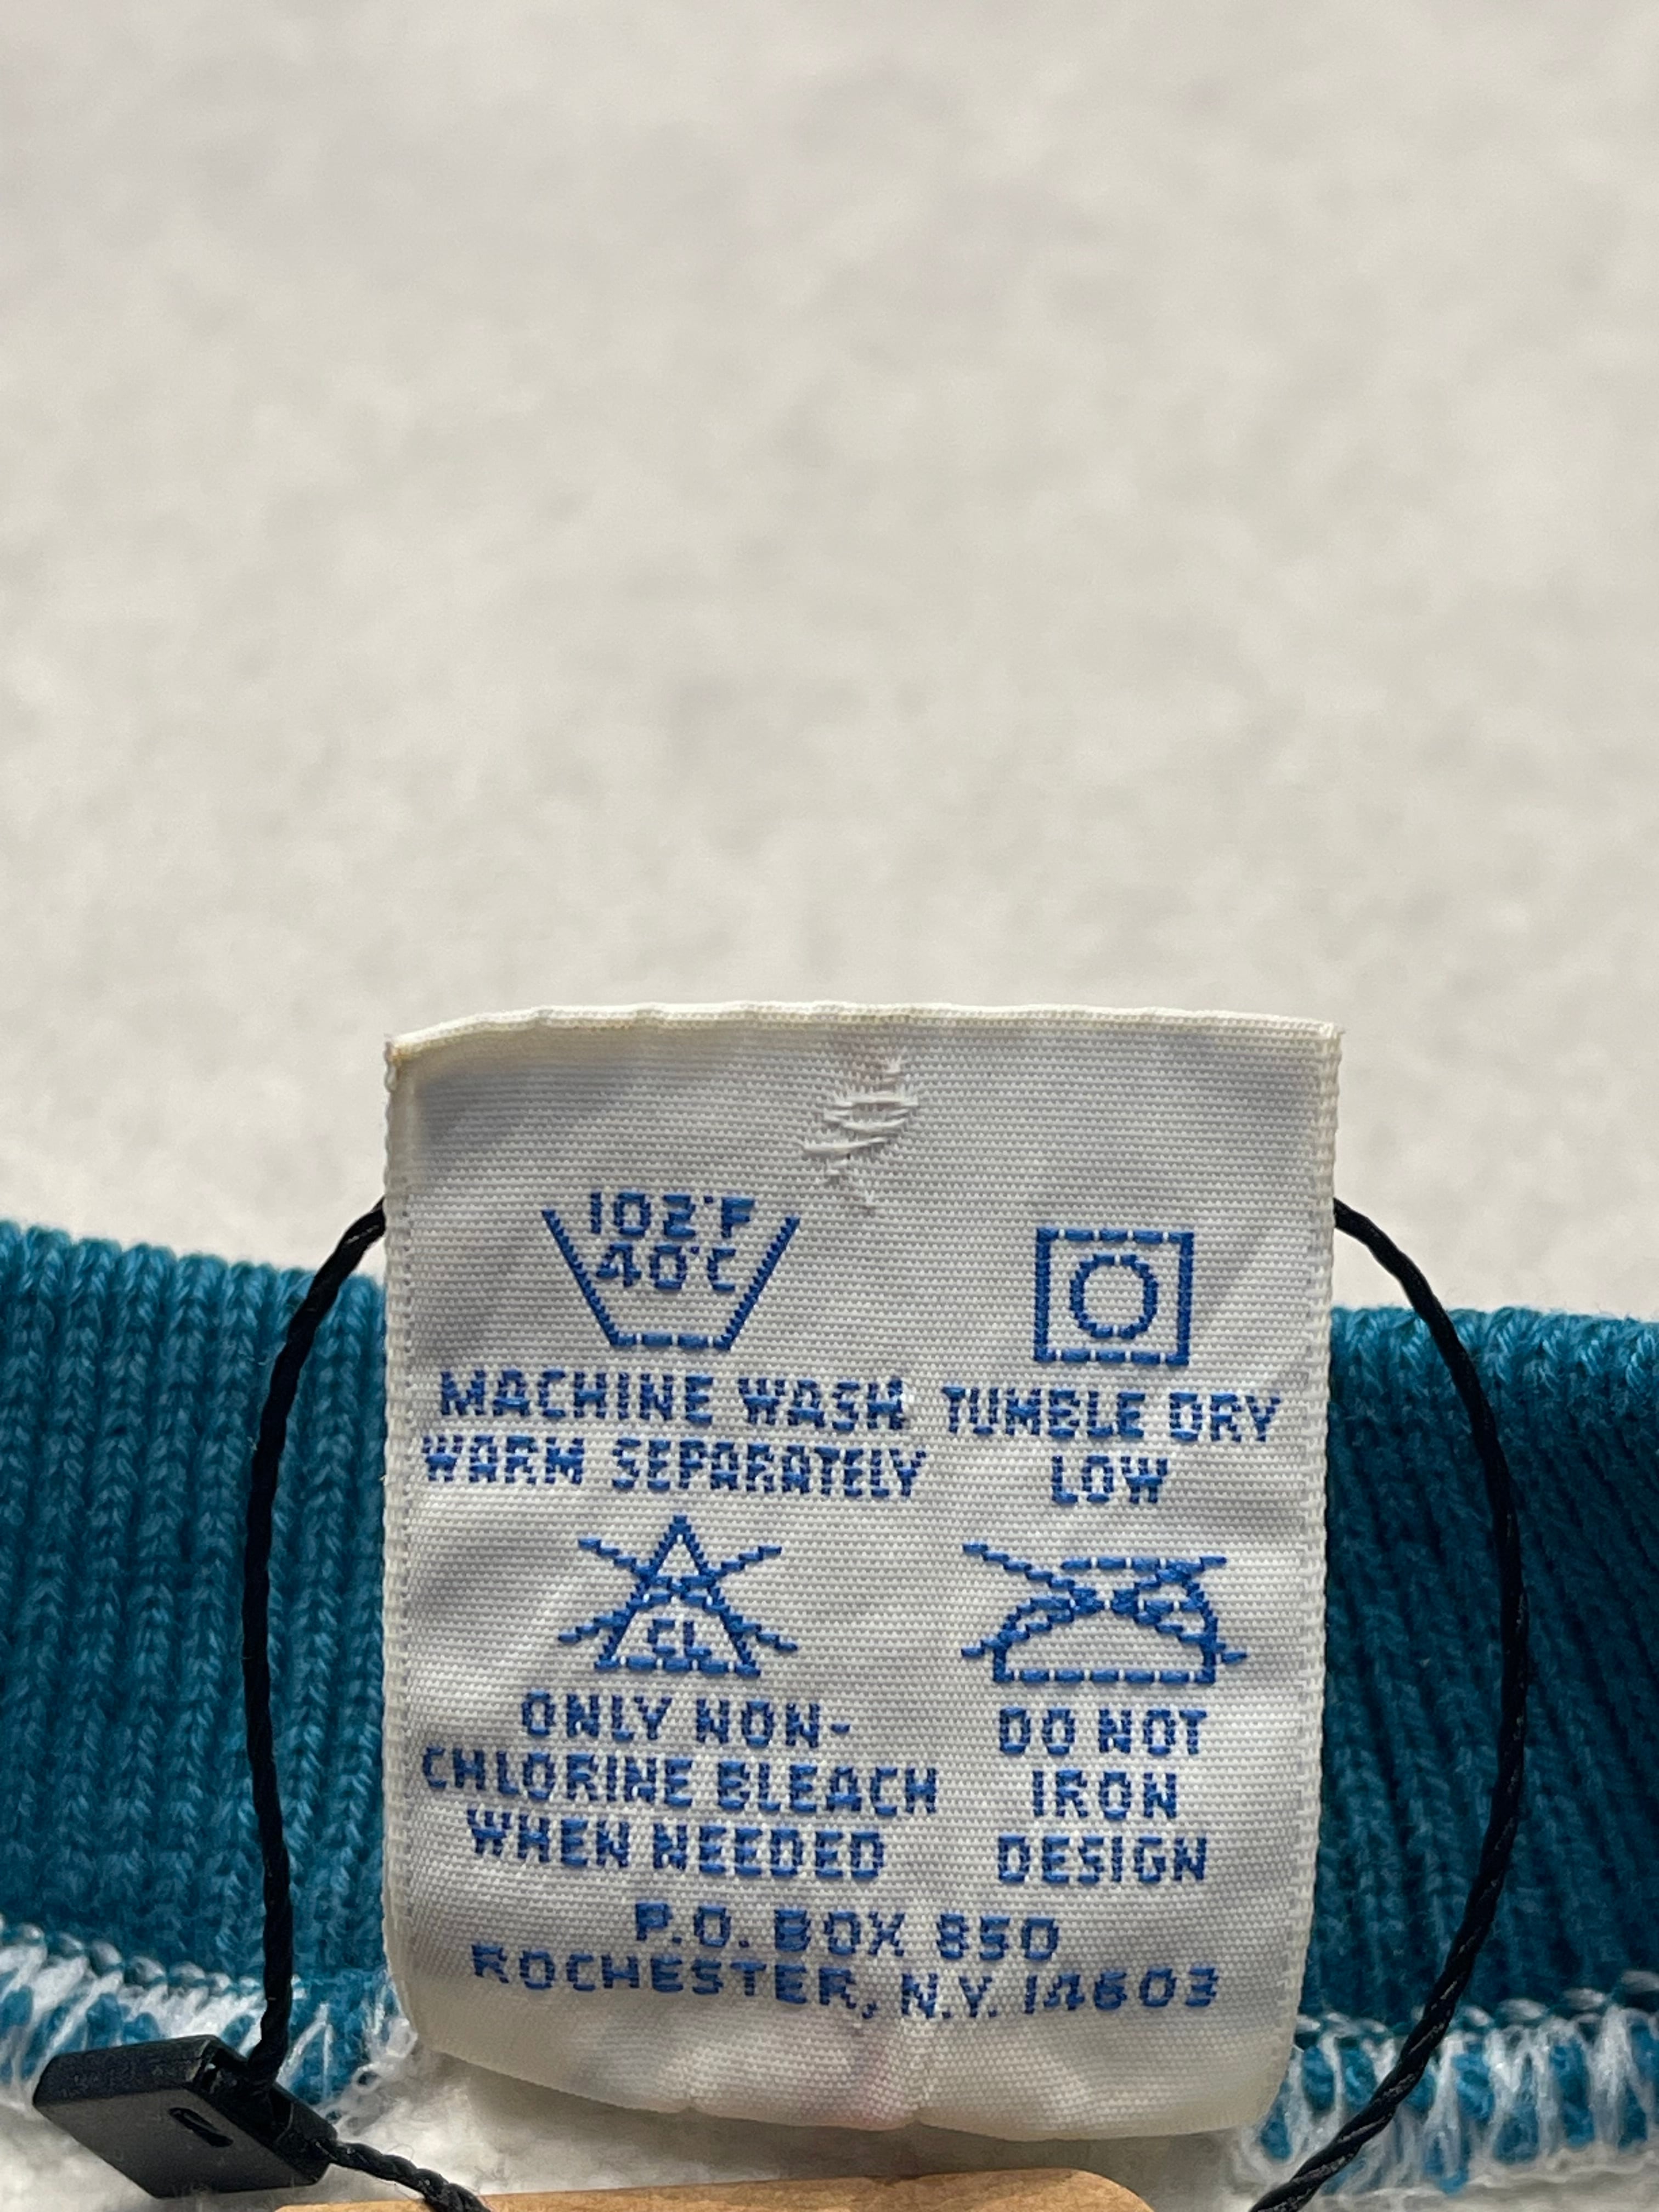 102°F
40°C
MACHINE WASH
WARM SEPARATELY
TUMBLE DRY
LOW
CL
ONLY NON-
CHLORINE BLEACH
WHEN NEEDED
DO NOT
IRON
DESIGN
P.O. BOX 850
ROCHESTER, N.Y. 14603